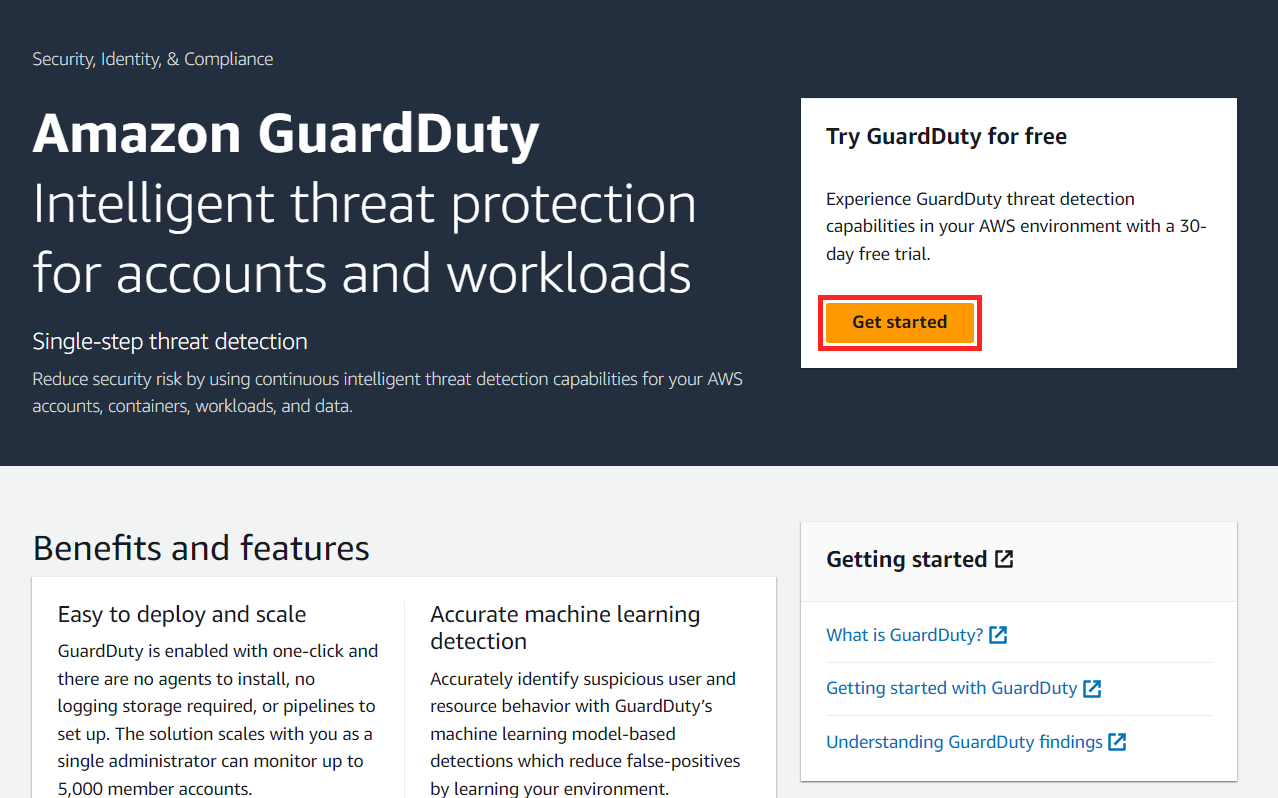 Security, Identity, & Compliance
Amazon GuardDuty
Intelligent threat protection
for accounts and workloads
Single-step threat detection
Reduce security risk by using continuous intelligent threat detection capabilities for your AWS
accounts, containers, workloads, and data.
Try GuardDuty for free
Experience GuardDuty threat detection
capabilities in your AWS environment with a 30-
day free trial.
Get started
Benefits and features
Easy to deploy and scale
GuardDuty is enabled with one-click and
there are no agents to install, no
logging storage required, or pipelines to
set up. The solution scales with you as a
single administrator can monitor up to
5,000 member accounts.
Accurate machine learning
detection
Accurately identify suspicious user and
resource behavior with GuardDuty’s
machine learning model-based
detections which reduce false-positives
by learning your environment.
Getting started
What is GuardDuty?
Getting started with GuardDuty
Understanding GuardDuty findings